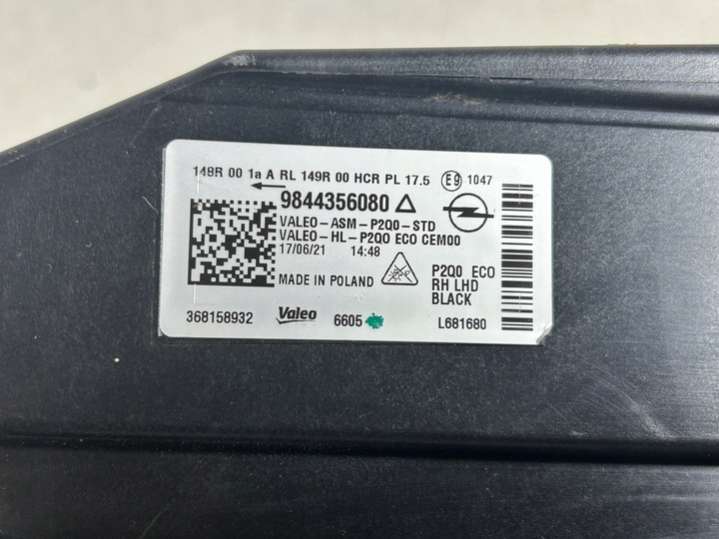 149R 00 1a A RL 149R 00 HCR PL 17.5 E9 1047
9844356080
VALEO-ASM-P2Q0-STD
VALEO-HL-P2Q0 ECO CEM00
17/06/21 14:48
MADE IN POLAND
P2Q0 ECO
RH LHD
BLACK
368158932 Valeo 6605 L681680